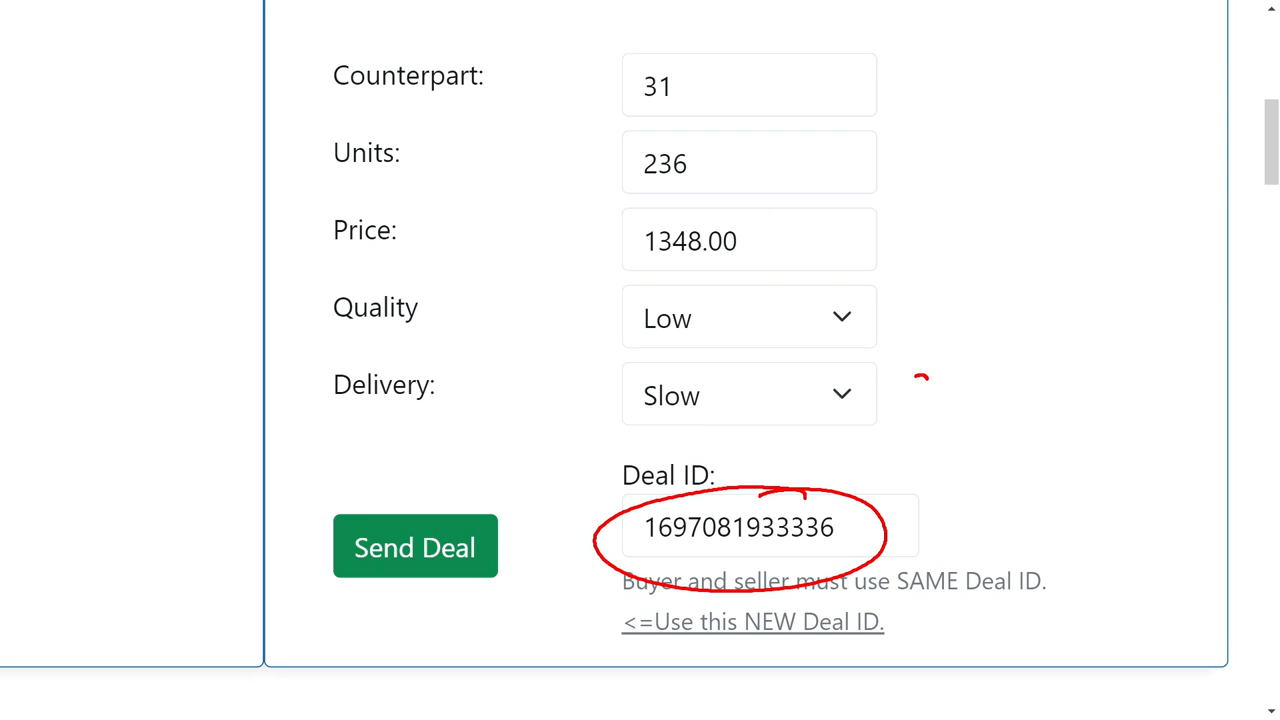 Counterpart: 31
Units: 236
Price: 1348.00
Quality Low
Delivery: Slow
Deal ID:
Send Deal 1697081933336
Buyer and seller must use SAME Deal ID.
<=Use this NEW Deal ID.